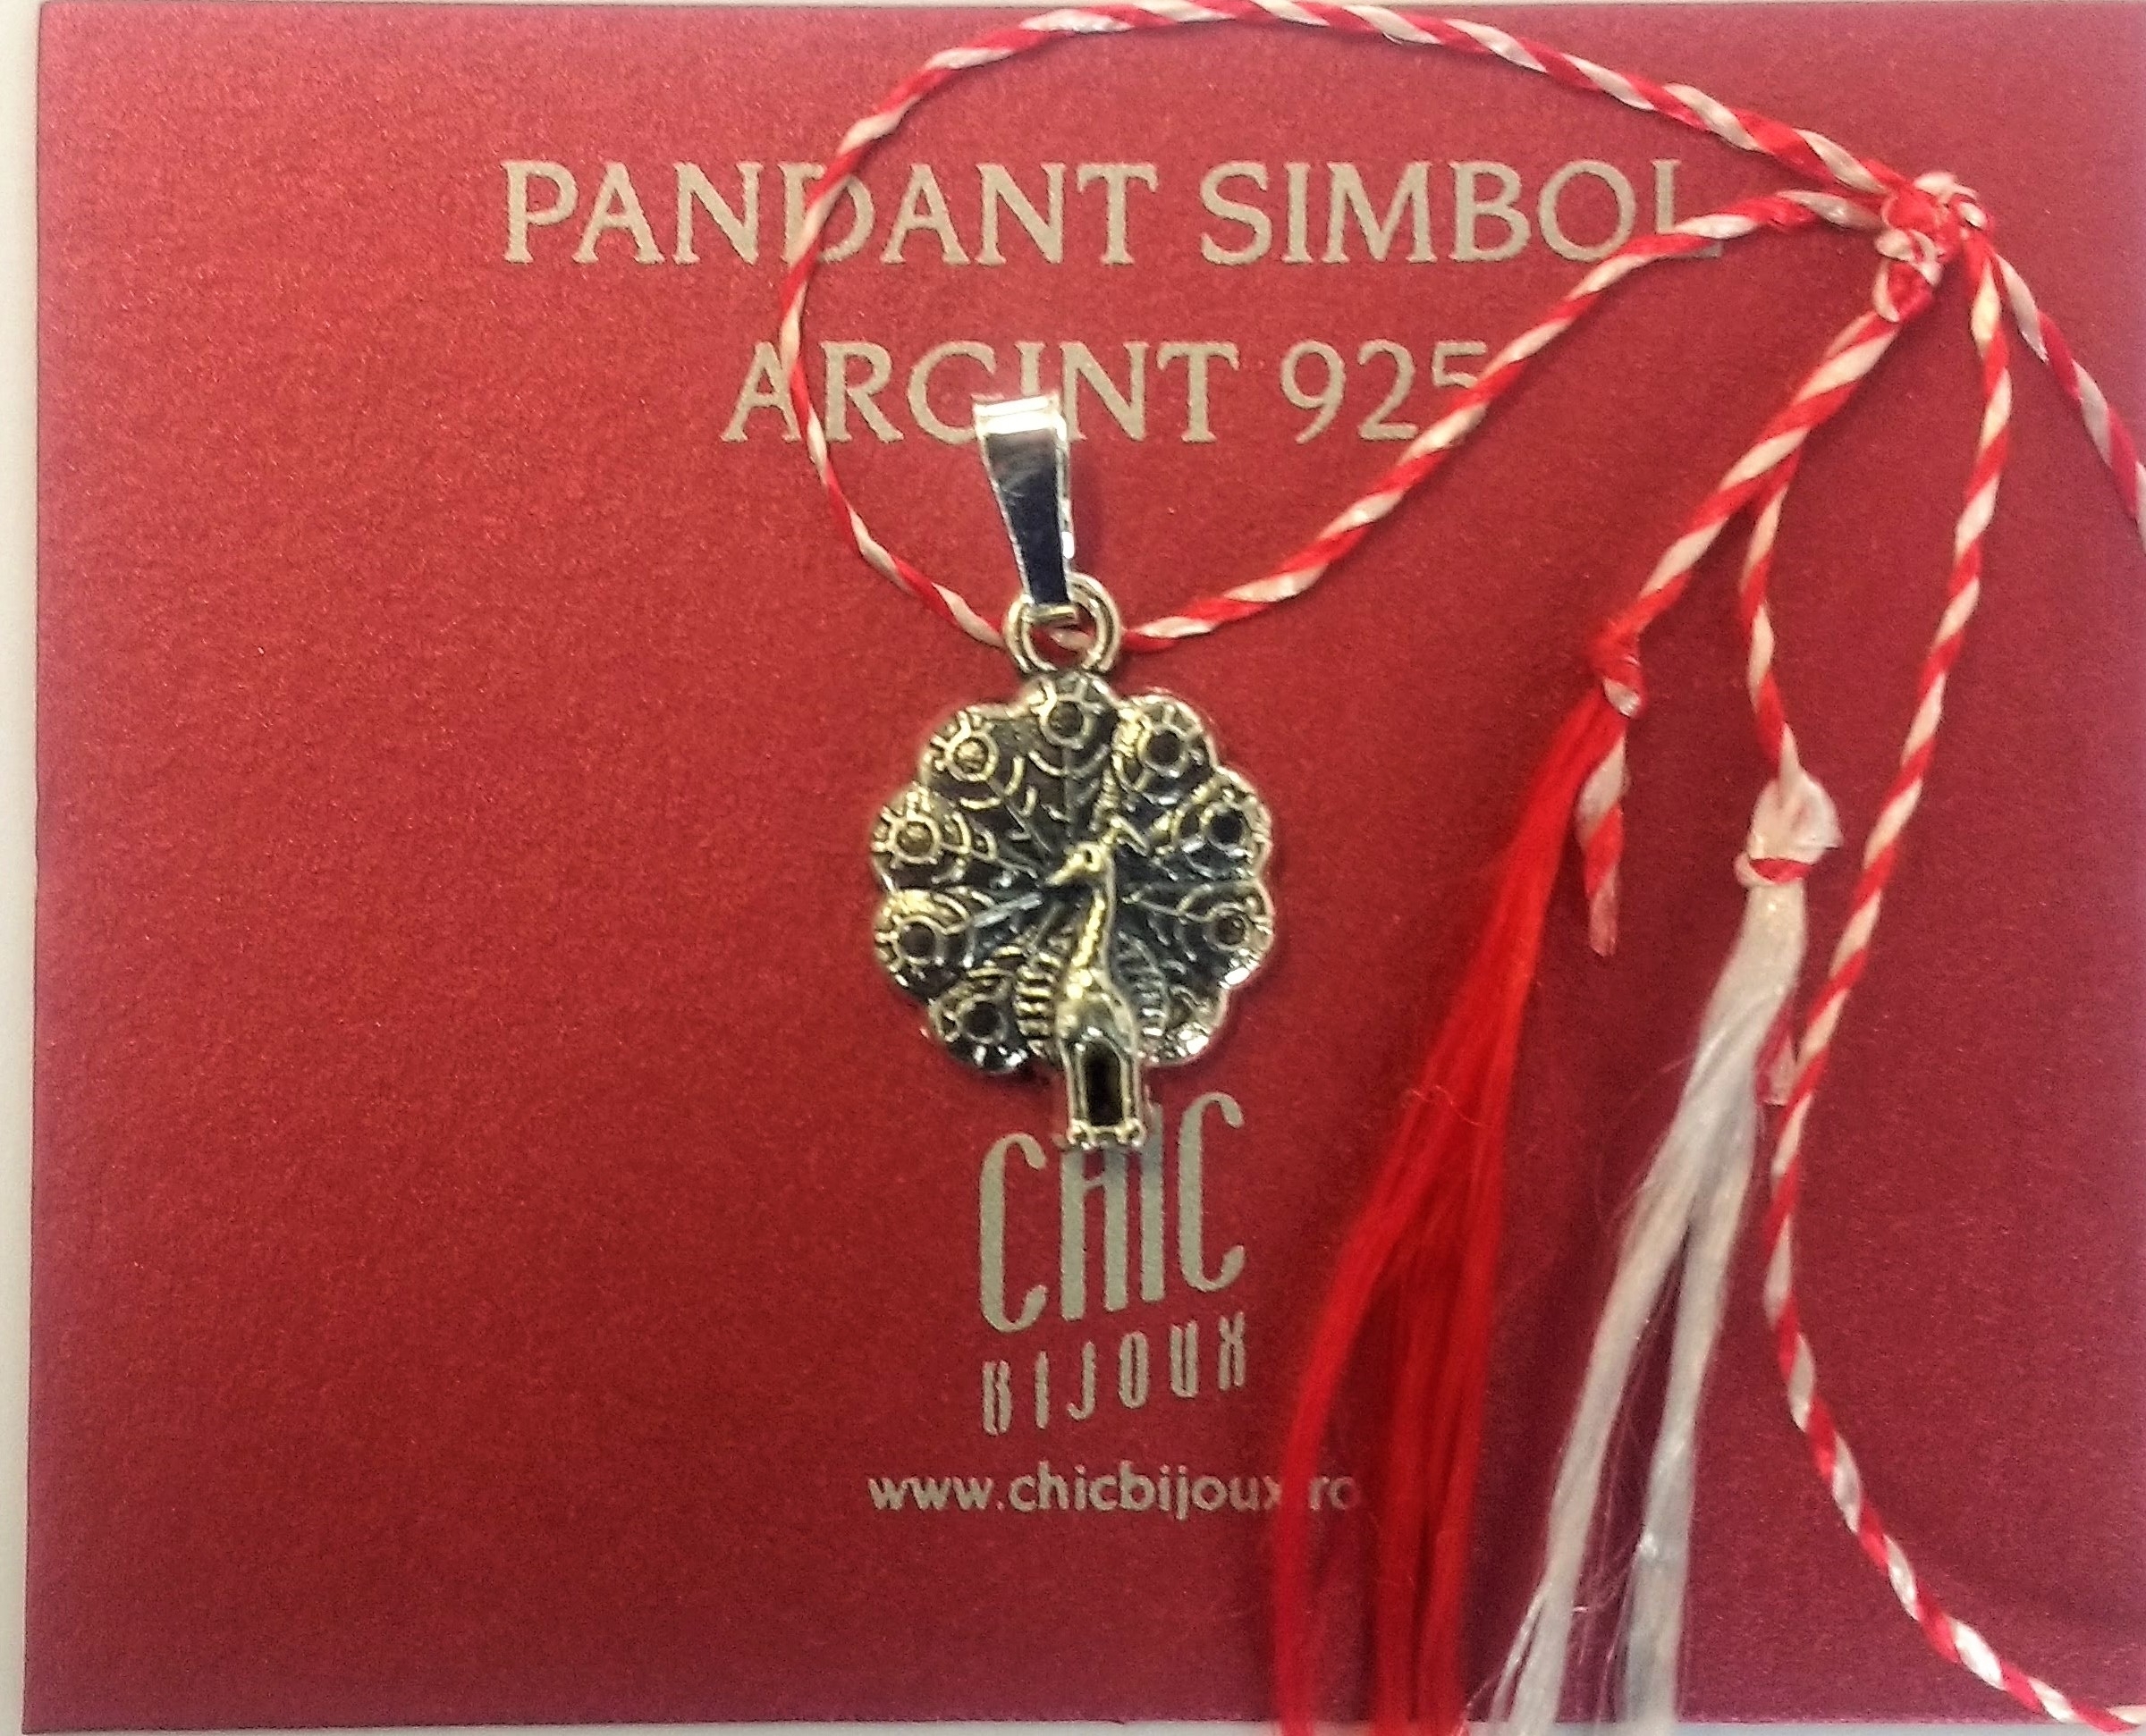 PANDANT SIMBOL
ARGINT 925
CHIC
BIJOUX
www.chicbijoux.ro